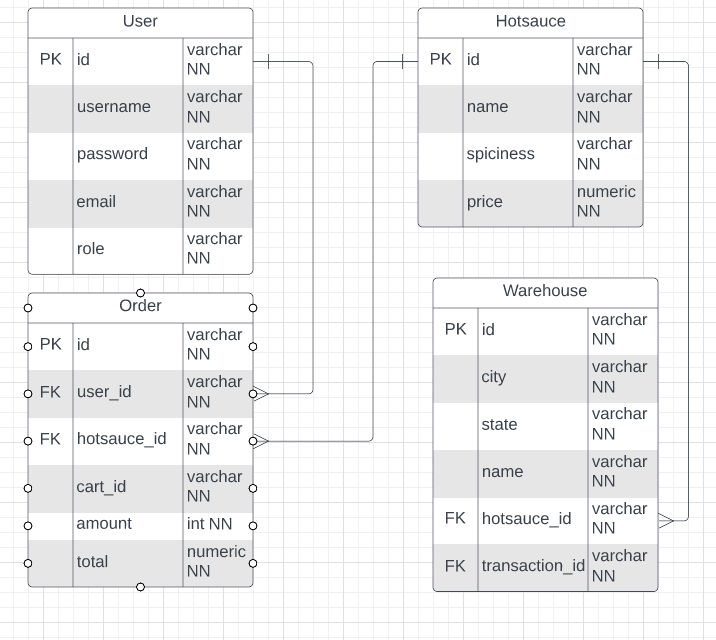 User
PK id varchar
NN
username varchar
NN
password varchar
NN
email varchar
NN
role varchar
NN
Order
PK id varchar
NN
FK user_id varchar
NN
FK hotsauce_id varchar
NN
cart_id varchar
NN
amount int NN
total numeric
NN
Hotsauce
PK id varchar
NN
name varchar
NN
spiciness varchar
NN
price numeric
NN
Warehouse
PK id varchar
NN
city varchar
NN
state varchar
NN
name varchar
NN
FK hotsauce_id varchar
NN
FK transaction_id varchar
NN